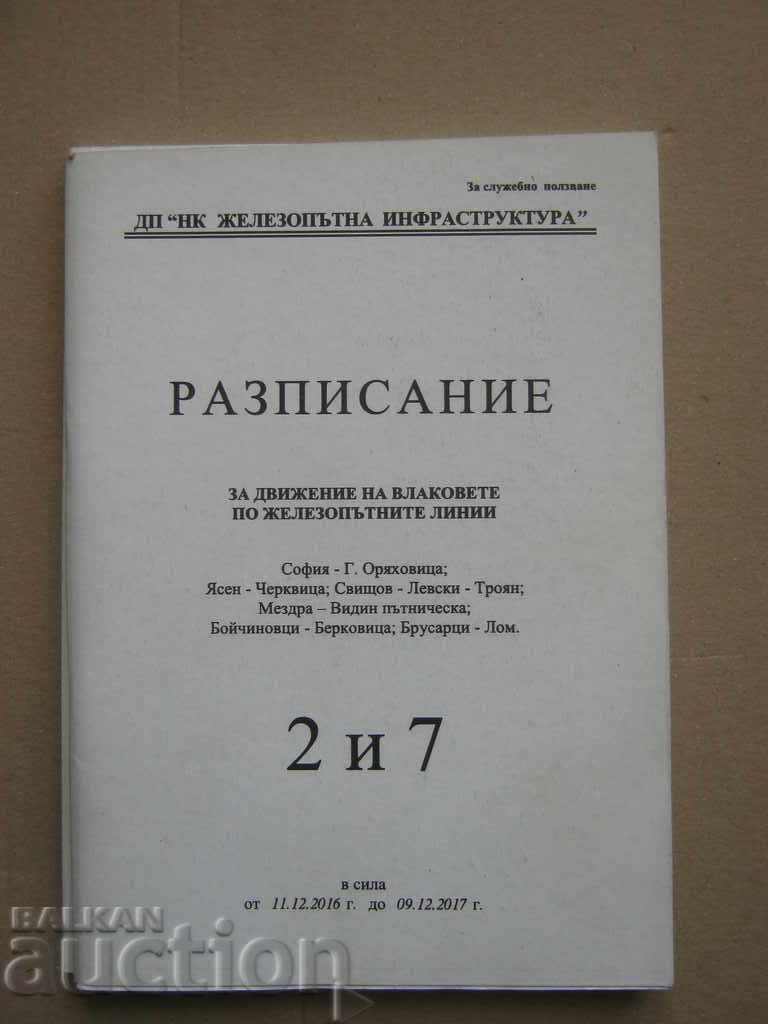 За служебно ползване
ДП “НК ЖЕЛЕЗОПЪТНА ИНФРАСТРУКТУРА”
РАЗПИСАНИЕ
ЗА ДВИЖЕНИЕ НА ВЛАКОВЕТЕ
ПО ЖЕЛЕЗОПЪТНИТЕ ЛИНИИ
София - Г. Оряховица;
Ясен - Черквица; Свищов - Левски - Троян;
Мездра – Видин пътническа;
Бойчиновци - Берковица; Брусарци - Лом.
2 и 7
в сила
от 11.12.2016 г. до 09.12.2017 г.
BALKAN
auction